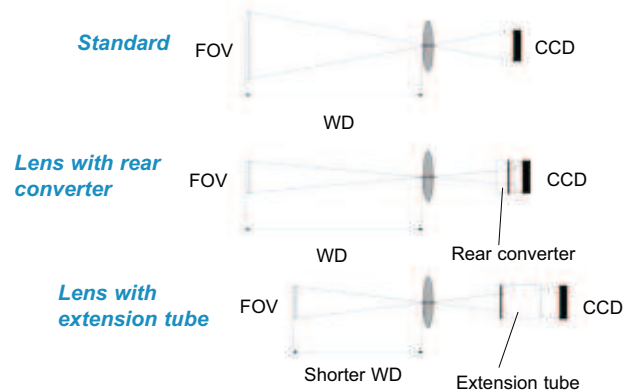 Standard
FOV
CCD
WD
Lens with rear
converter
FOV
CCD
WD
Rear converter
Lens with
extension tube
FOV
CCD
Shorter WD
Extension tube